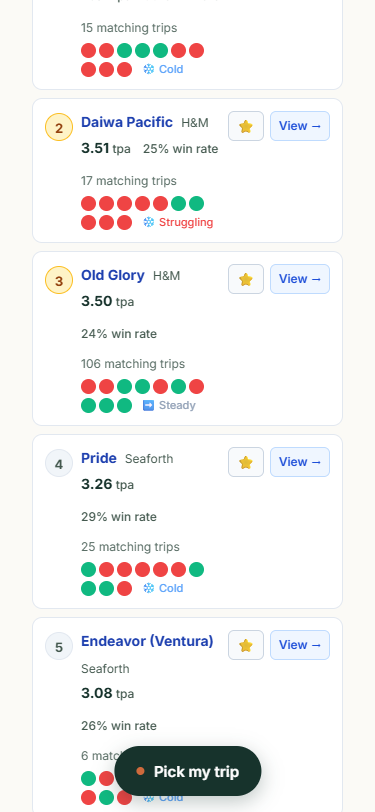 15 matching trips
Cold
2 Daiwa Pacific H&M View →
3.51 tpa 25% win rate
17 matching trips
Struggling
3 Old Glory H&M View →
3.50 tpa
24% win rate
106 matching trips
Steady
4 Pride Seaforth View →
3.26 tpa
29% win rate
25 matching trips
Cold
5 Endeavor (Ventura) View →
Seaforth
3.08 tpa
26% win rate
6
Pick my trip
Cold